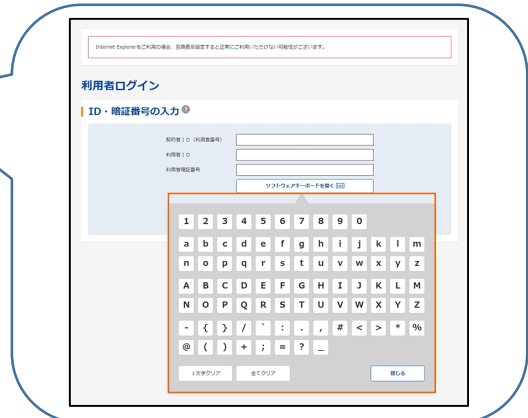 Internet Explorerをご利用の場合、互換表示設定すると正常にご利用いただけない可能性がございます。
利用者ログイン
ID・暗証番号の入力 ?
契約者ID（利用者番号）
利用者ID
利用者暗証番号
ソフトウェアキーボードを開く
1 2 3 4 5 6 7 8 9 0
a b c d e f g h i j k l m
n o p q r s t u v w x y z
A B C D E F G H I J K L M
N O P Q R S T U V W X Y Z
- { } / ` : . , # < > * %
@ ( ) + ; = ? _
1文字クリア 全てクリア 閉じる